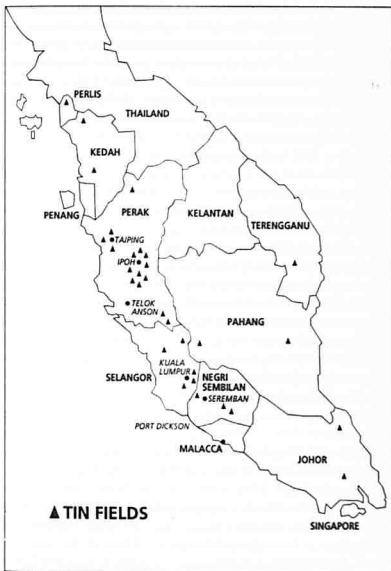 PERLIS
THAILAND
KEDAH
PENANG
PERAK
KELANTAN
TERENGGANU
TAIPING
IPOH
TELOK
ANSON
PAHANG
KUALA
LUMPUR
SELANGOR
NEGRI
SEMBILAN
SEREMBAN
PORT DICKSON
MALACCA
JOHOR
TIN FIELDS
SINGAPORE